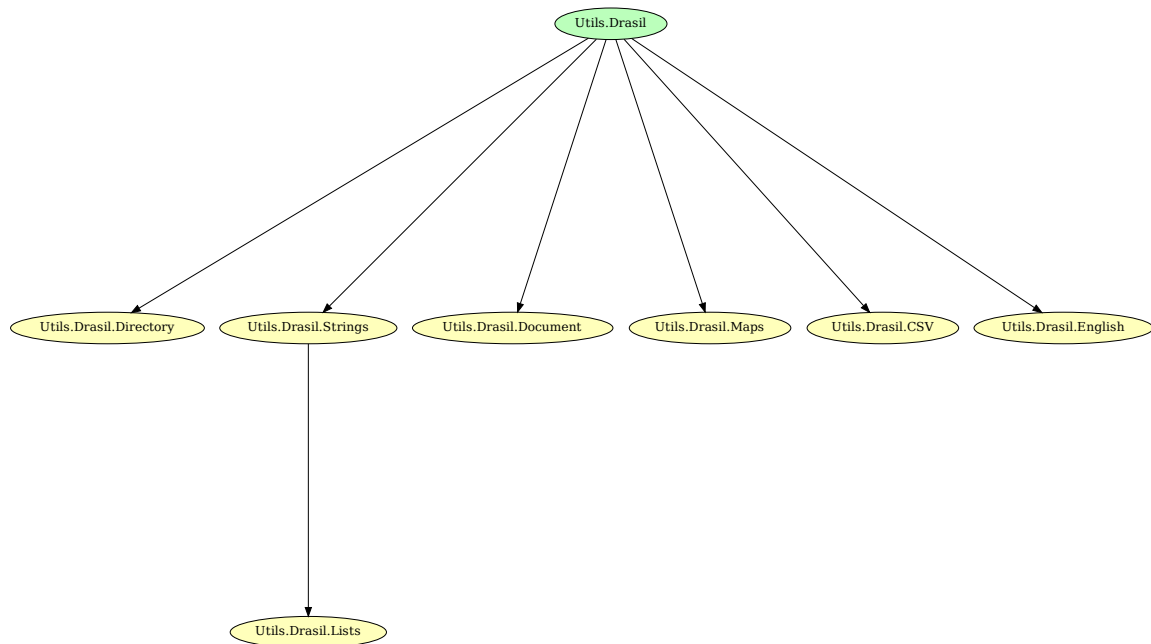 Utils.Drasil
Utils.Drasil.Directory
Utils.Drasil.Strings
Utils.Drasil.Document
Utils.Drasil.Maps
Utils.Drasil.CSV
Utils.Drasil.English
Utils.Drasil.Lists